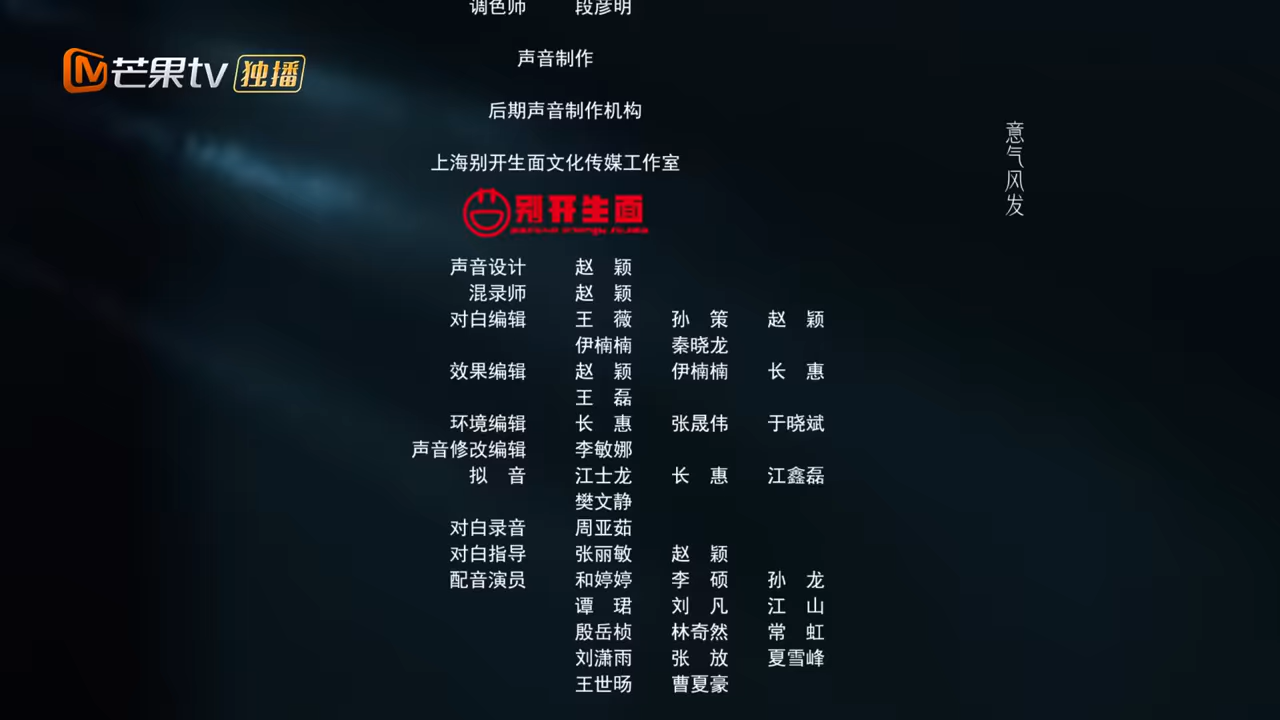 调色师 段彦明
芒果tv 独播
声音制作
后期声音制作机构
意气风发
上海别开生面文化传媒工作室
别开生面
声音设计 赵 颖
混录师 赵 颖
对白编辑 王 薇 孙 策 赵 颖
伊楠楠 秦晓龙
效果编辑 赵 颖 伊楠楠 长 惠
王 磊
环境编辑 长 惠 张晟伟 于晓斌
声音修改编辑 李敏娜
拟 音 江士龙 长 惠 江鑫磊
樊文静
对白录音 周亚茹
对白指导 张丽敏 赵 颖
配音演员 和婷婷 李 硕 孙 龙
谭 珺 刘 凡 江 山
殷岳桢 林奇然 常 虹
刘潇雨 张 放 夏雪峰
王世旸 曹夏豪